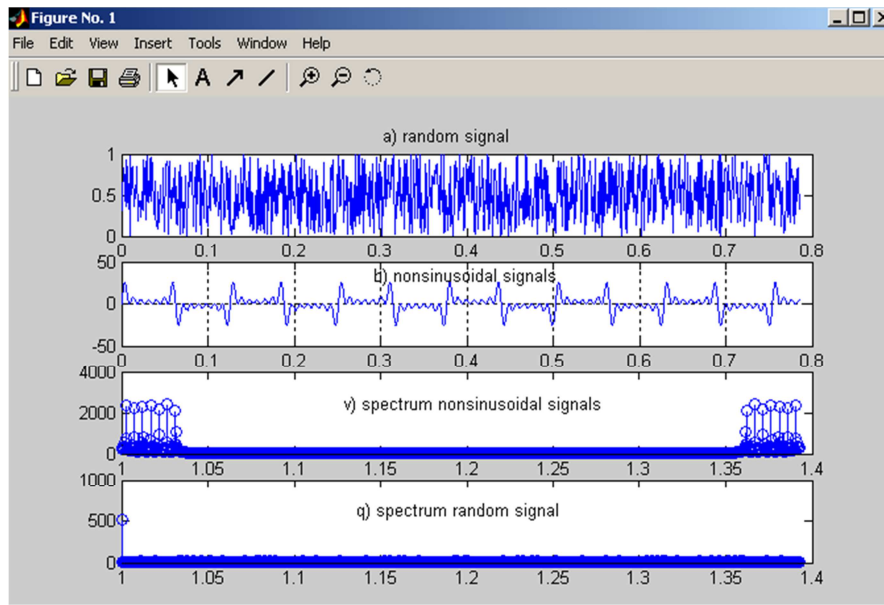 Figure No. 1
File Edit View Insert Tools Window Help
A
a) random signal
1
0.5
0
0 0.1 0.2 0.3 0.4 0.5 0.6 0.7 0.8
b) nonsinusoidal signals
50
0
-50
0 0.1 0.2 0.3 0.4 0.5 0.6 0.7 0.8
v) spectrum nonsinusoidal signals
4000
2000
0
1 1.05 1.1 1.15 1.2 1.25 1.3 1.35 1.4
q) spectrum random signal
1000
500
0
1 1.05 1.1 1.15 1.2 1.25 1.3 1.35 1.4